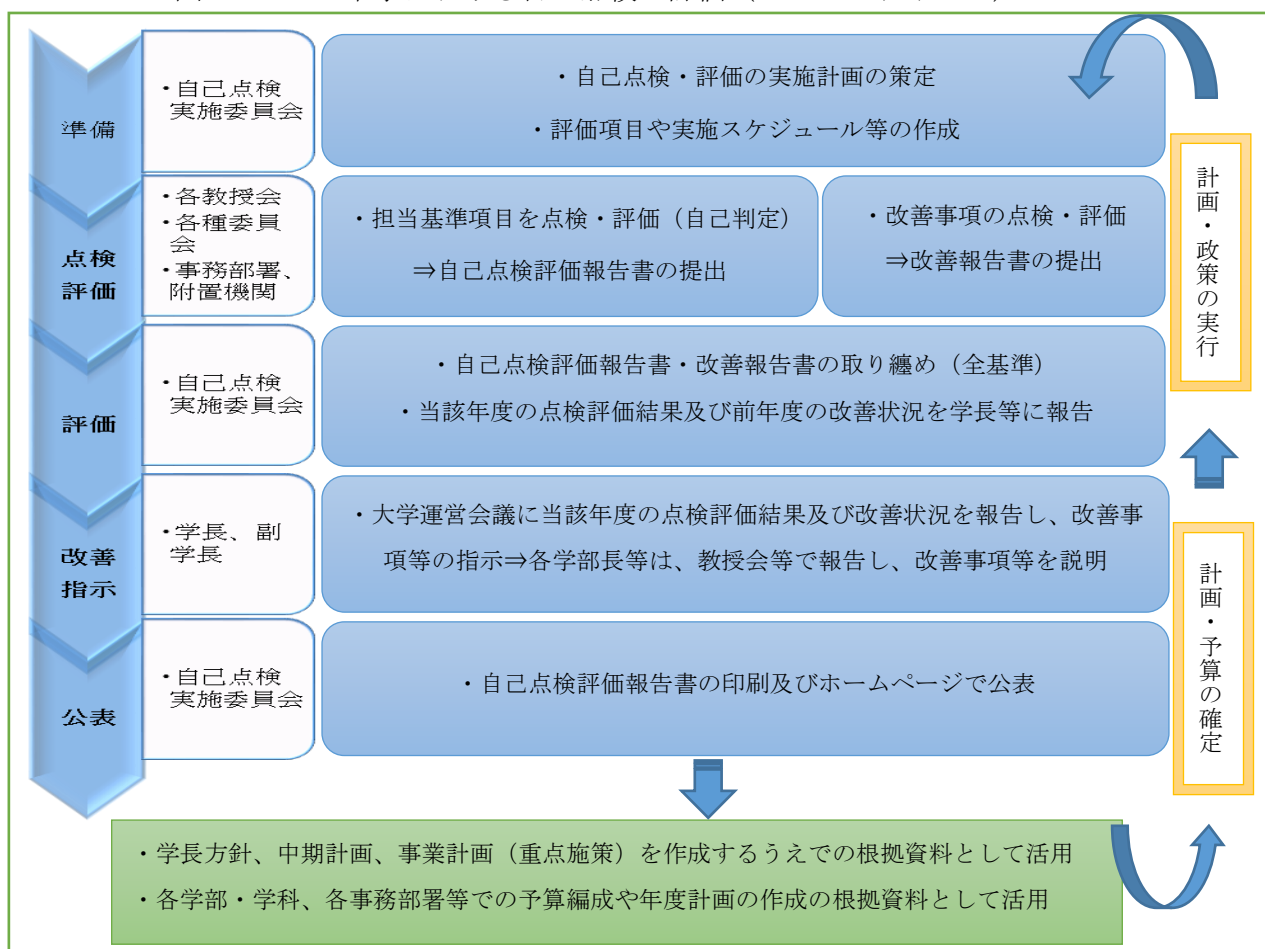 準備
・自己点検
実施委員会
・自己点検・評価の実施計画の策定
・評価項目や実施スケジュール等の作成
点検
評価
・各教授会
・各種委員
会
・事務部署、
附置機関
・担当基準項目を点検・評価（自己判定）
⇒自己点検評価報告書の提出
・改善事項の点検・評価
⇒改善報告書の提出
評価
・自己点検
実施委員会
・自己点検評価報告書・改善報告書の取り纏め（全基準）
・当該年度の点検評価結果及び前年度の改善状況を学長等に報告
改善
指示
・学長、副
学長
・大学運営会議に当該年度の点検評価結果及び改善状況を報告し、改善事
項等の指示⇒各学部長等は、教授会等で報告し、改善事項等を説明
公表
・自己点検
実施委員会
・自己点検評価報告書の印刷及びホームページで公表
計画・政策の実行
計画・予算の確定
・学長方針、中期計画、事業計画（重点施策）を作成するうえでの根拠資料として活用
・各学部・学科、各事務部署等での予算編成や年度計画の作成の根拠資料として活用